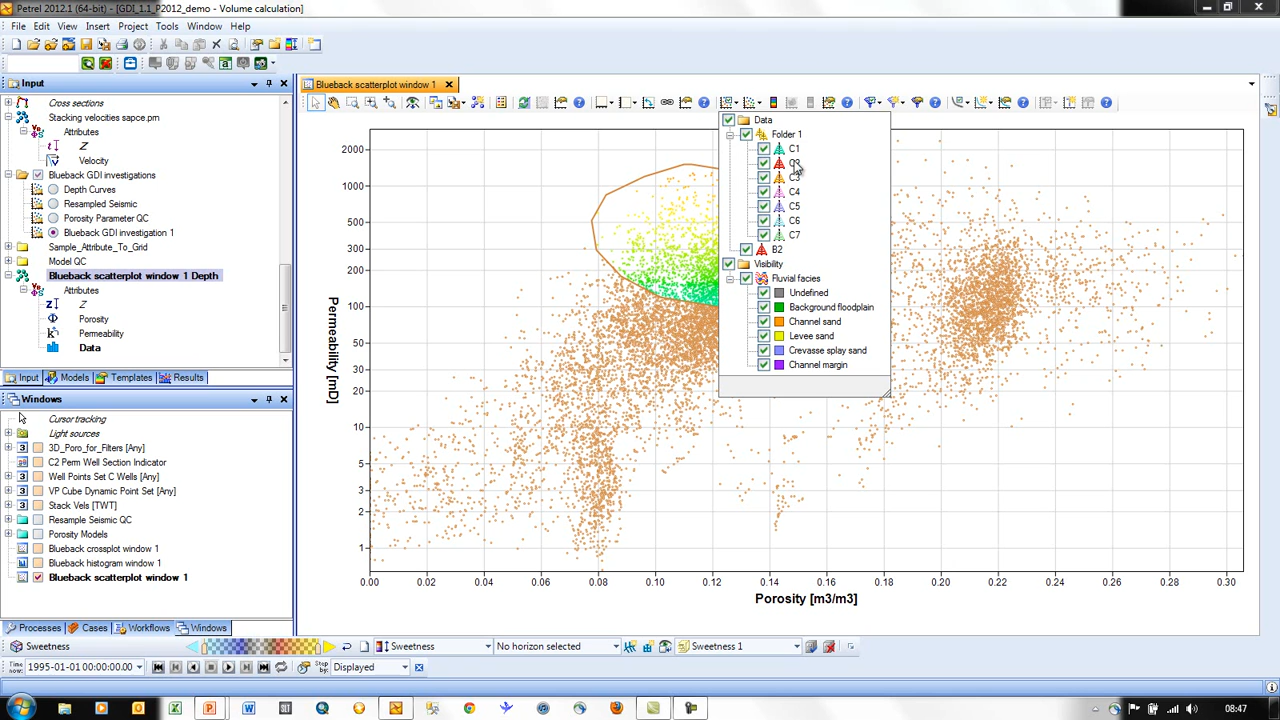 Petrel 2012.1 (64-bit) - [GDI_1.1_P2012_demo - Volume calculation]
File Edit View Insert Project Tools Window Help
Input
Cross sections
Stacking velocities sapce.pm
Attributes
Z
Velocity
Blueback GDI investigations
Depth Curves
Resampled Seismic
Porosity Parameter QC
Blueback GDI investigation 1
Sample_Attribute_To_Grid
Model QC
Blueback scatterplot window 1 Depth
Attributes
Z
Porosity
Permeability
Data
Input Models Templates Results
Windows
Cursor tracking
Light sources
3D_Poro_for_Filters [Any]
C2 Perm Well Section Indicator
Well Points Set C Wells [Any]
VP Cube Dynamic Point Set [Any]
Stack Vels [TWT]
Resample Seismic QC
Porosity Models
Blueback crossplot window 1
Blueback histogram window 1
Blueback scatterplot window 1
Processes Cases Workflows Windows
Blueback scatterplot window 1
Data
Folder 1
C1
C3
C4
C5
C6
C7
B2
Visibility
Fluvial facies
Undefined
Background floodplain
Channel sand
Levee sand
Crevasse splay sand
Channel margin
Permeability [mD]
2000
1000
500
300
200
100
50
30
20
10
5
3
2
1
0.00 0.02 0.04 0.06 0.08 0.10 0.12 0.14 0.16 0.18 0.20 0.22 0.24 0.26 0.28 0.30
Porosity [m3/m3]
Sweetness
Sweetness No horizon selected Sweetness 1
Time now: 1995-01-01 00:00:00.00 Step by: Displayed
08:47